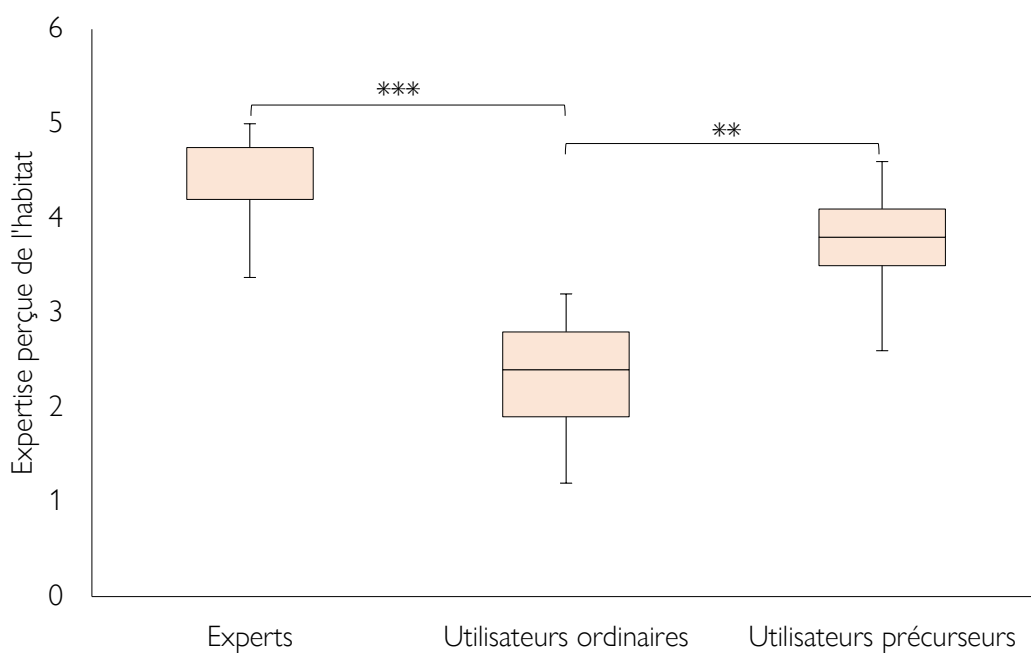 6
5
4
3
2
1
0
Expertise perçue de l'habitat
***
**
Experts
Utilisateurs ordinaires
Utilisateurs précurseurs